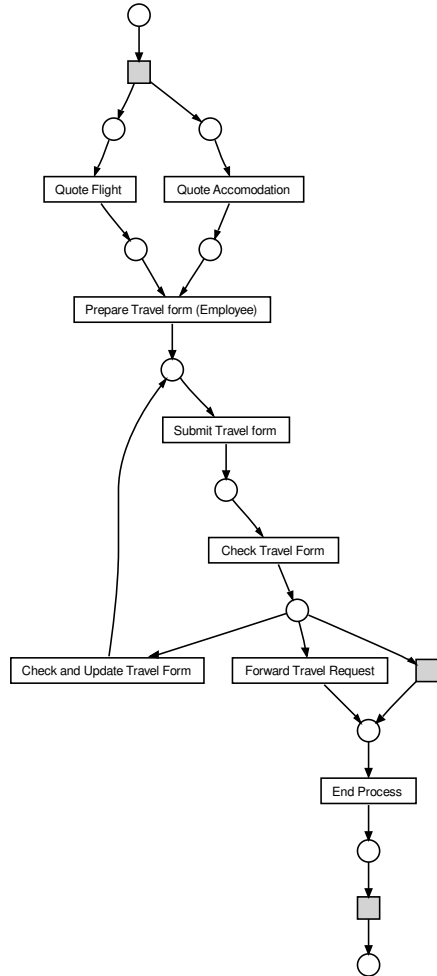 Quote Flight
Quote Accomodation
Prepare Travel form (Employee)
Submit Travel form
Check Travel Form
Check and Update Travel Form
Forward Travel Request
End Process